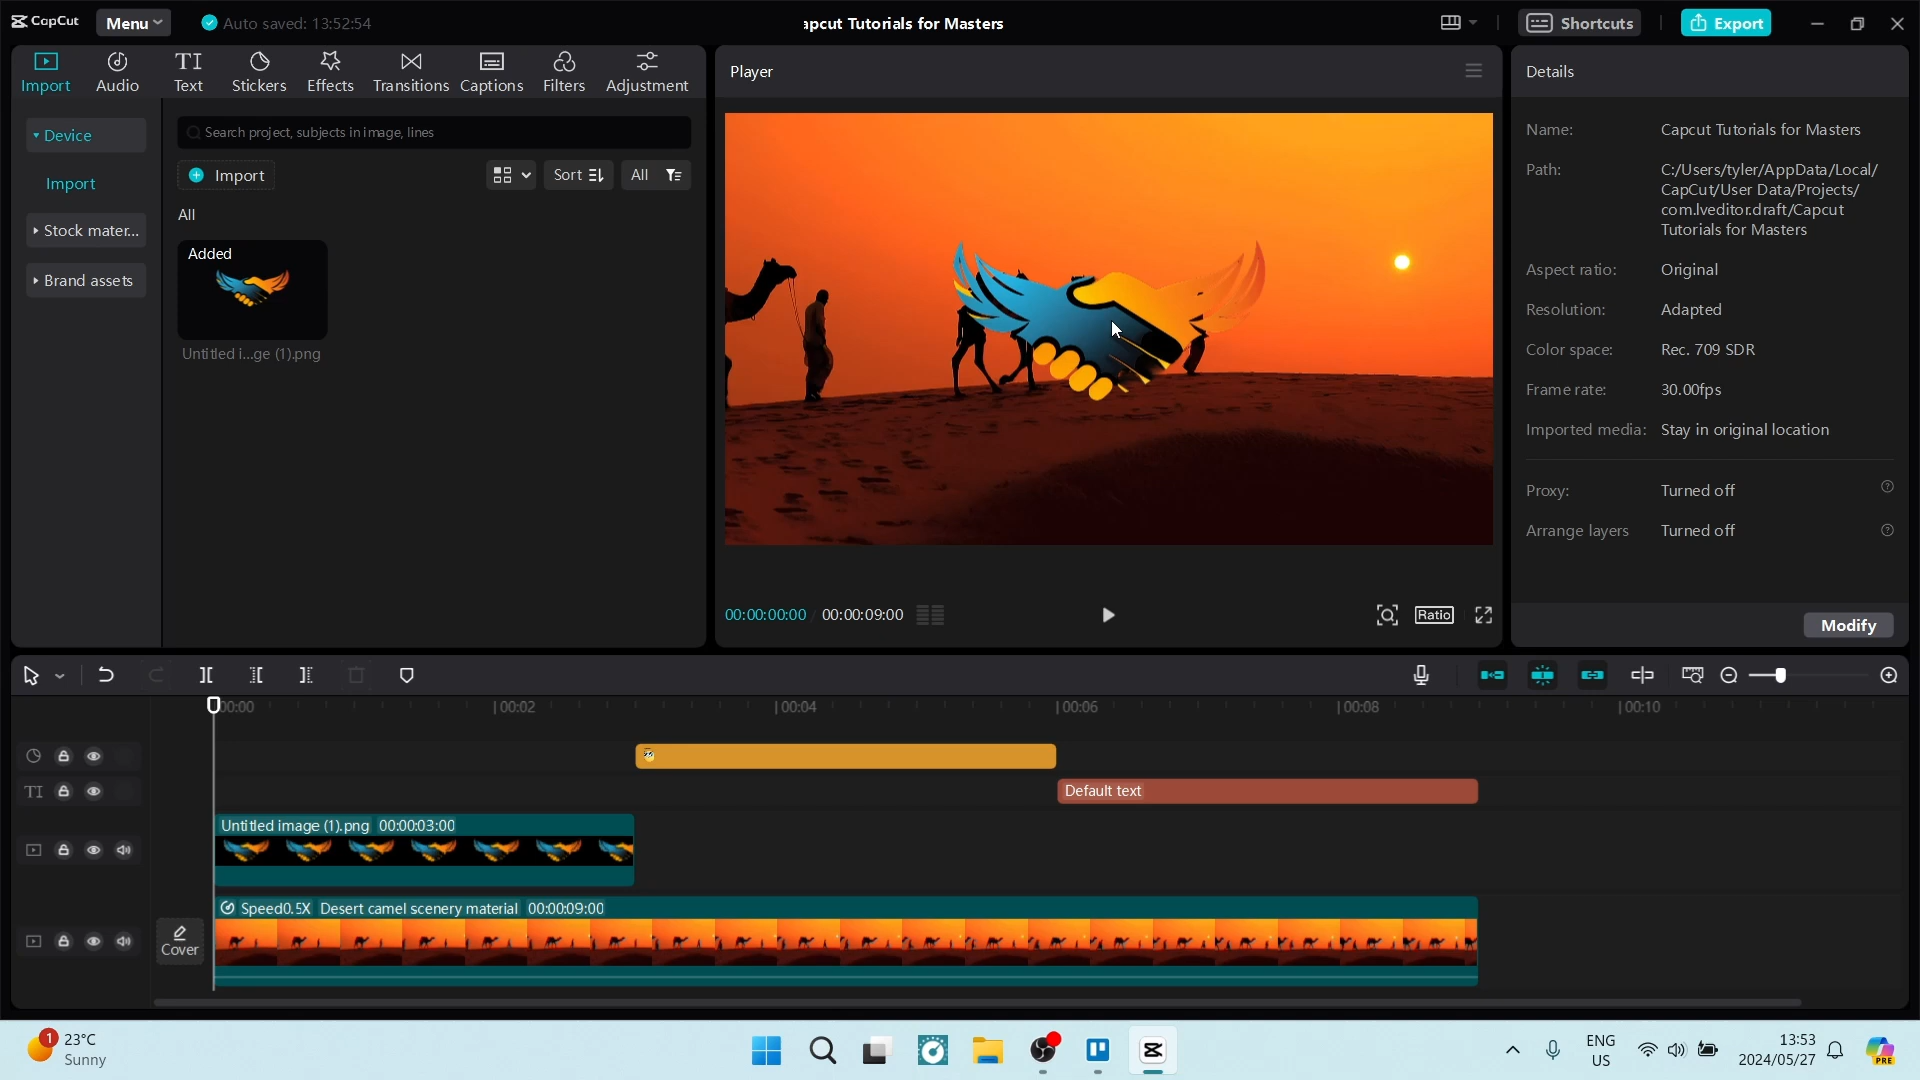 CapCut Menu Auto saved: 13:52:54 apcut Tutorials for Masters Shortcuts Export
Import Audio Text Stickers Effects Transitions Captions Filters Adjustment
Device
Import
Stock mater...
Brand assets
Search project, subjects in image, lines
Import Sort All
All
Added
Untitled i...ge (1).png
Player
00:00:00:00 / 00:00:09:00 Ratio
Details
Name: Capcut Tutorials for Masters
Path: C:/Users/tyler/AppData/Local/
CapCut/User Data/Projects/
com.lveditor.draft/Capcut
Tutorials for Masters
Aspect ratio: Original
Resolution: Adapted
Color space: Rec. 709 SDR
Frame rate: 30.00fps
Imported media: Stay in original location
Proxy: Turned off
Arrange layers Turned off
Modify
00:00 00:02 00:04 00:06 00:08 00:10
TI Default text
Untitled image (1).png 00:00:03:00
Speed0.5X Desert camel scenery material 00:00:09:00
Cover
1 23°C
Sunny
ENG
US
13:53
2024/05/27
PRE